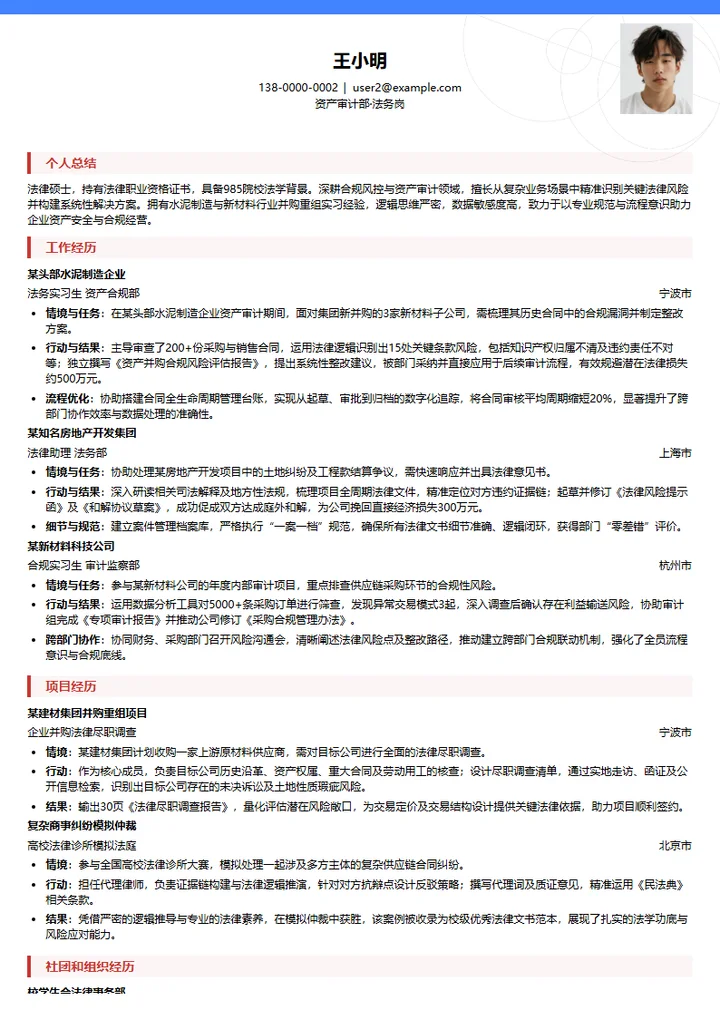 王小明
138-0000-0002 | user2@example.com
资产审计部·法务岗
个人总结
法律硕士，持有法律职业资格证书，具备985院校法学背景。深耕合规风控与资产审计领域，擅长从复杂业务场景中精准识别关键法律风险
并构建系统性解决方案。拥有水泥制造与新材料行业并购重组实习经验，逻辑思维严密，数据敏感度高，致力于以专业规范与流程意识助力
企业资产安全与合规经营。
工作经历
某头部水泥制造企业
法务实习生 资产合规部 宁波市
• 情境与任务：在某头部水泥制造企业资产审计期间，面对集团新并购的3家新材料子公司，需梳理其历史合同中的合规漏洞并制定整改
方案。
• 行动与结果：主导审查了200+份采购与销售合同，运用法律逻辑识别出15处关键条款风险，包括知识产权归属不清及违约责任不对
等；独立撰写《资产并购合规风险评估报告》，提出系统性整改建议，被部门采纳并直接应用于后续审计流程，有效规避潜在法律损失
约500万元。
• 流程优化：协助搭建合同全生命周期管理台账，实现从起草、审批到归档的数字化追踪，将合同审核平均周期缩短20%，显著提升了跨
部门协作效率与数据处理的准确性。
某知名房地产开发集团
法律助理 法务部 上海市
• 情境与任务：协助处理某房地产开发项目中的土地纠纷及工程款结算争议，需快速响应并出具法律意见书。
• 行动与结果：深入研读相关司法解释及地方性法规，梳理项目全周期法律文件，精准定位对方违约证据链；起草并修订《法律风险提示
函》及《和解协议草案》，成功促成双方达成庭外和解，为公司挽回直接经济损失300万元。
• 细节与规范：建立案件管理档案库，严格执行“一案一档”规范，确保所有法律文书细节准确、逻辑闭环，获得部门“零差错”评价。
某新材料科技公司
合规实习生 审计监察部 杭州市
• 情境与任务：参与某新材料公司的年度内部审计项目，重点排查供应链采购环节的合规性风险。
• 行动与结果：运用数据分析工具对5000+条采购订单进行筛查，发现异常交易模式3起，深入调查后确认存在利益输送风险，协助审计
组完成《专项审计报告》并推动公司修订《采购合规管理办法》。
• 跨部门协作：协同财务、采购部门召开风险沟通会，清晰阐述法律风险点及整改路径，推动建立跨部门合规联动机制，强化了全员流程
意识与合规底线。
项目经历
某建材集团并购重组项目
企业并购法律尽职调查 宁波市
• 情境：某建材集团计划收购一家上游原材料供应商，需对目标公司进行全面的法律尽职调查。
• 行动：作为核心成员，负责目标公司历史沿革、资产权属、重大合同及劳动用工的核查；设计尽职调查清单，通过实地走访、函证及公
开信息检索，识别出目标公司存在的未决诉讼及土地性质瑕疵风险。
• 结果：输出30页《法律尽职调查报告》，量化评估潜在风险敞口，为交易定价及交易结构设计提供关键法律依据，助力项目顺利签约。
复杂商事纠纷模拟仲裁
高校法律诊所模拟法庭 北京市
• 情境：参与全国高校法律诊所大赛，模拟处理一起涉及多方主体的复杂供应链合同纠纷。
• 行动：担任代理律师，负责证据链构建与法律逻辑推演，针对对方抗辩点设计反驳策略；撰写代理词及质证意见，精准运用《民法典》
相关条款。
• 结果：凭借严密的逻辑推导与专业的法律素养，在模拟仲裁中获胜，该案例被收录为校级优秀法律文书范本，展现了扎实的法学功底与
风险应对能力。
社团和组织经历
校学生会法律事务部